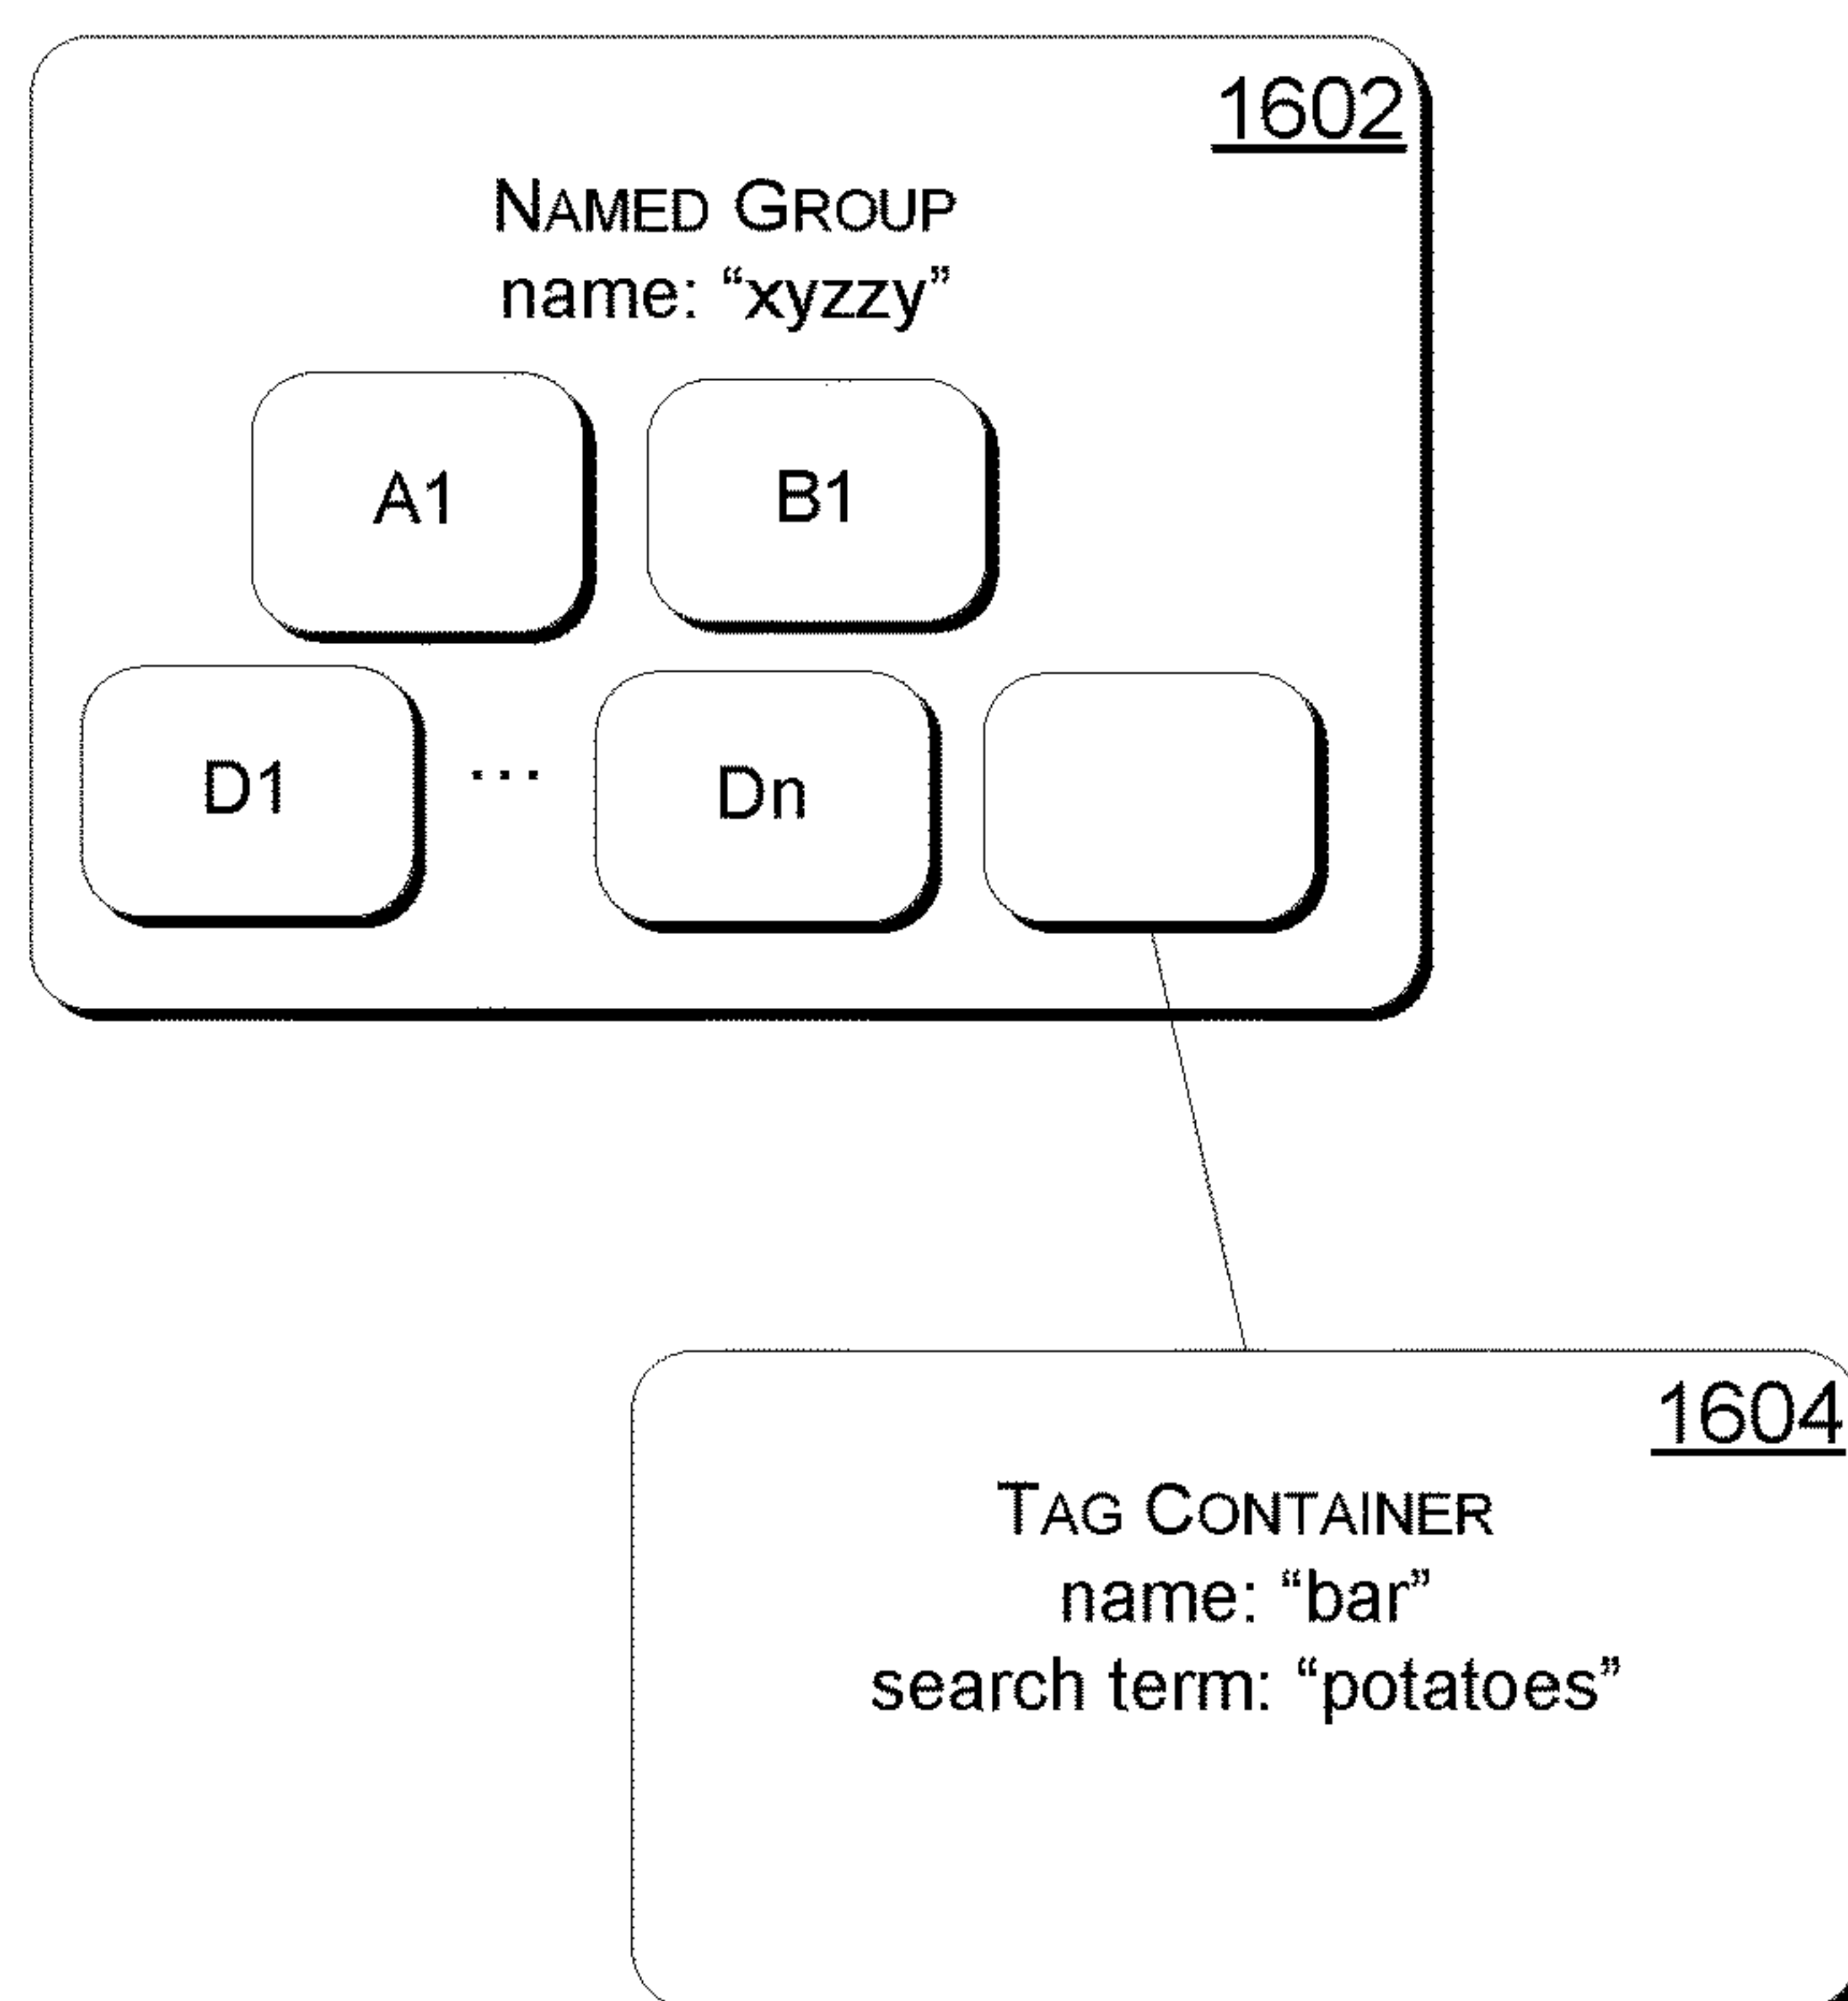 1602
NAMED GROUP
name: “xyzzy”
A1 B1
D1 ... Dn
1604
TAG CONTAINER
name: “bar”
search term: “potatoes”